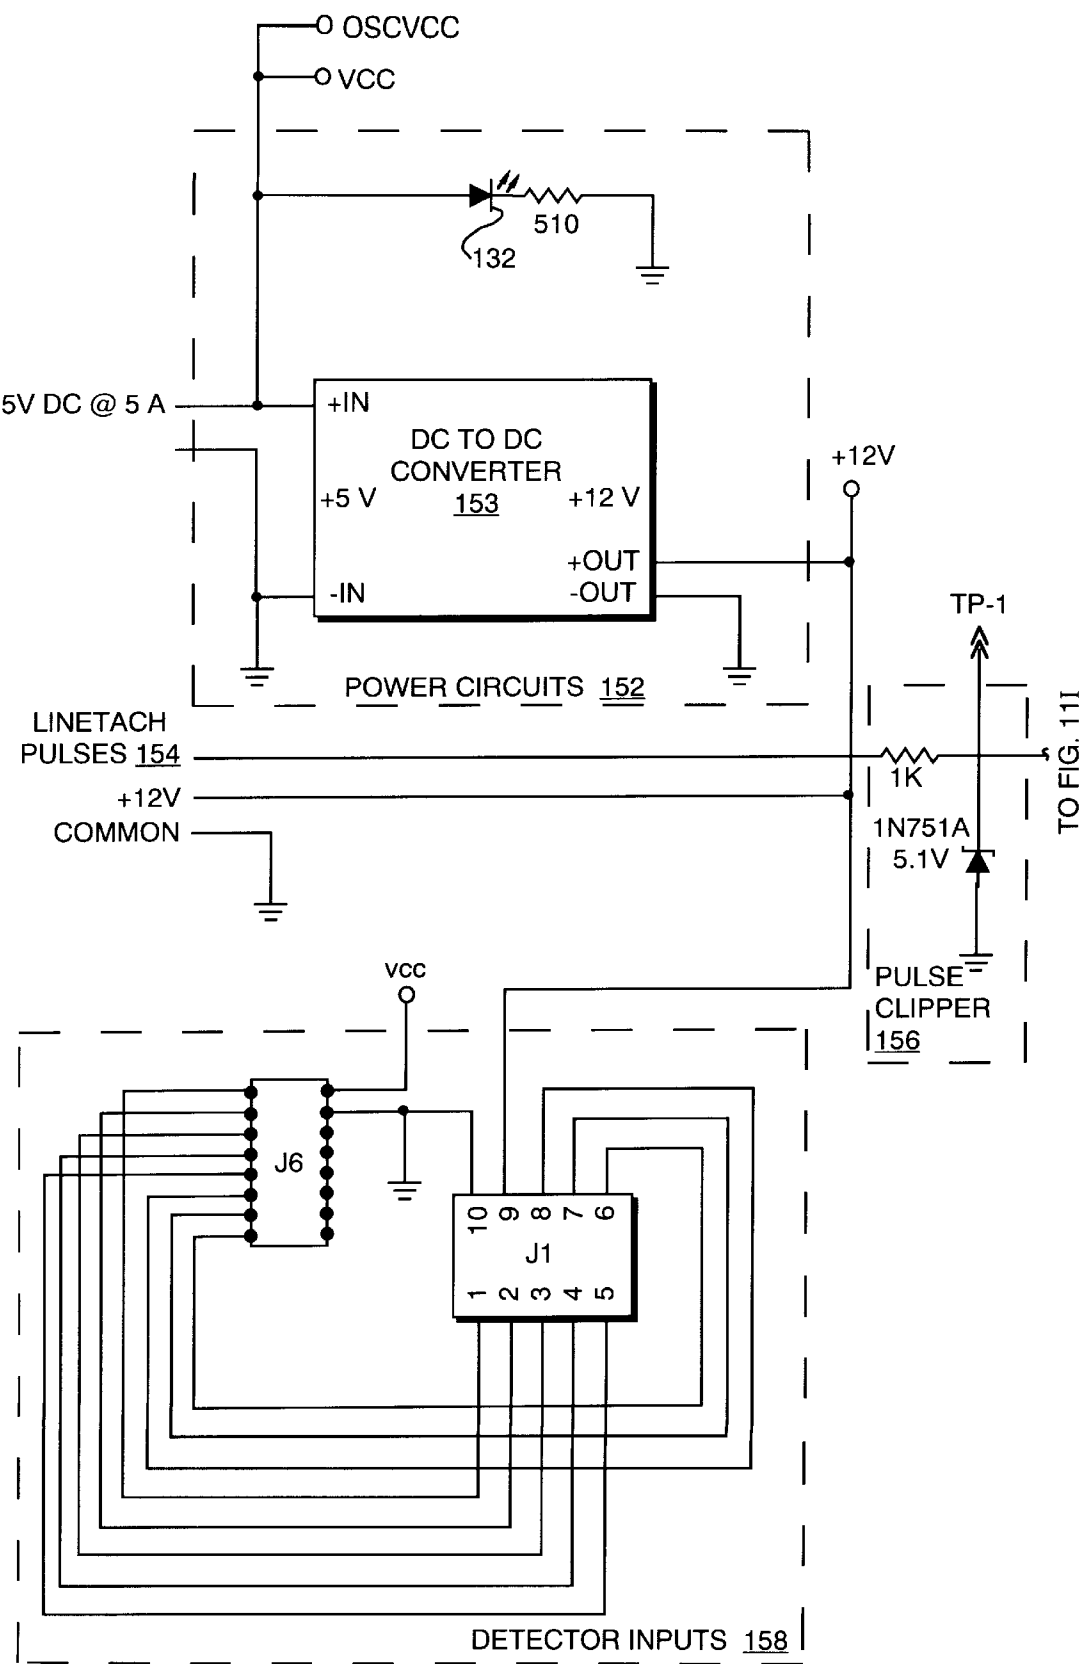 OSCVCC
VCC
510
132
5V DC @ 5 A
+IN
DC TO DC
CONVERTER
153
+5 V
+12 V
+OUT
-OUT
-IN
POWER CIRCUITS 152
+12V
TP-1
LINETACH
PULSES 154
+12V
COMMON
1K
TO FIG. 11I
1N751A
5.1V
PULSE
CLIPPER
156
VCC
J6
10 9 8 7 6
J1
1 2 3 4 5
DETECTOR INPUTS 158